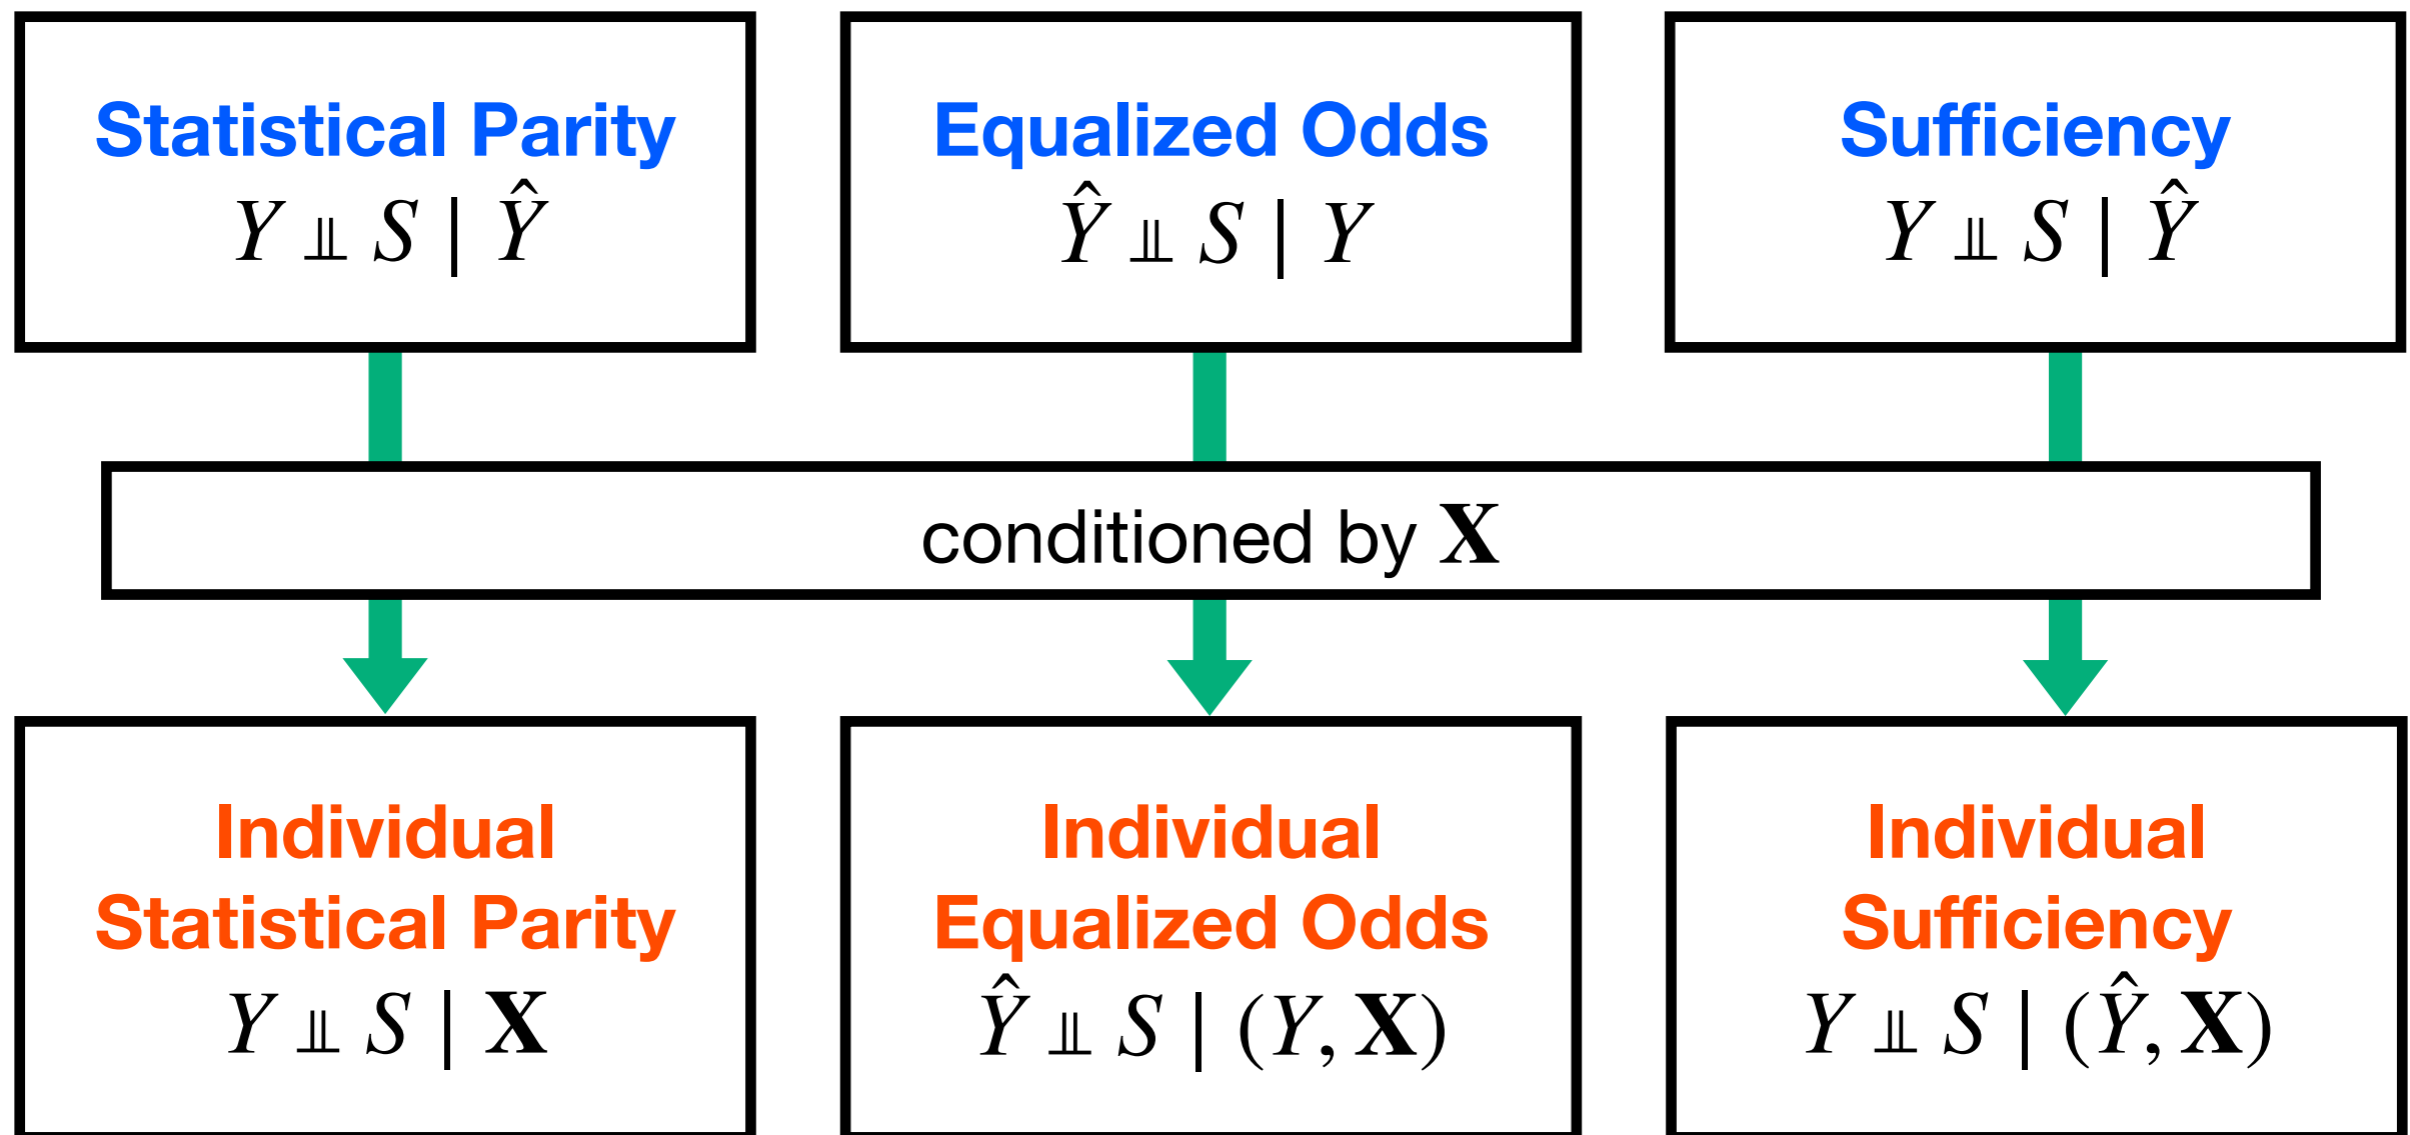 Statistical Parity
Y ⫫ S | Ŷ
Equalized Odds
Ŷ ⫫ S | Y
Sufficiency
Y ⫫ S | Ŷ
conditioned by X
Individual
Statistical Parity
Y ⫫ S | X
Individual
Equalized Odds
Ŷ ⫫ S | (Y, X)
Individual
Sufficiency
Y ⫫ S | (Ŷ, X)